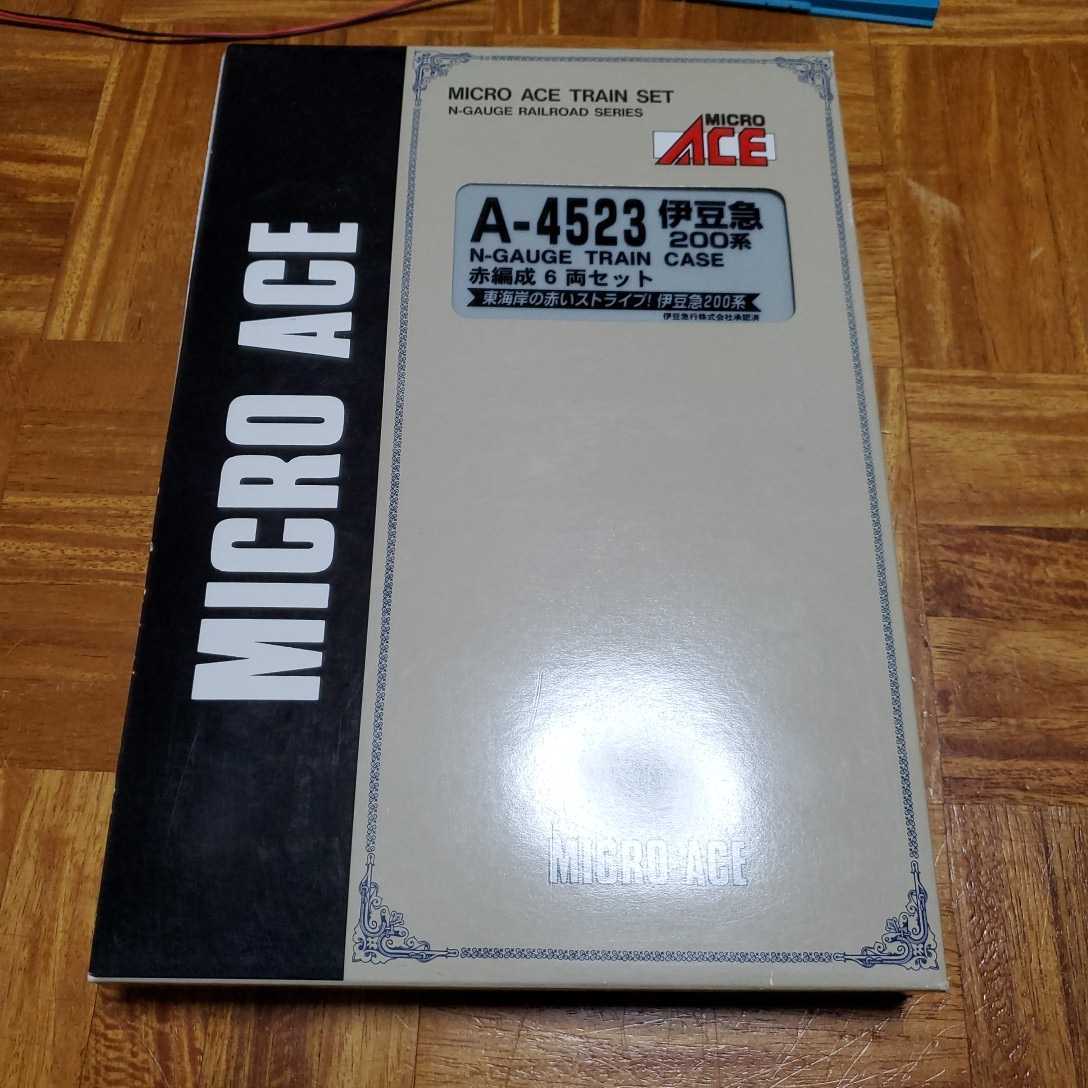 MICRO ACE
MICRO ACE TRAIN SET
N-GAUGE RAILROAD SERIES
MICRO
ACE
A-4523 伊豆急
200系
N-GAUGE TRAIN CASE
赤編成 6 両セット
東海岸の赤いストライプ! 伊豆急200系
伊豆急行株式会社承認済
MICRO ACE